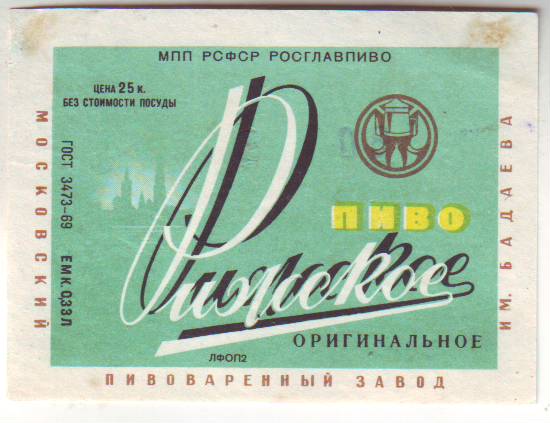 МПП РСФСР РОСГЛАВПИВО
ЦЕНА 25 К.
БЕЗ СТОИМОСТИ ПОСУДЫ
МОСКОВСКИЙ
ГОСТ 3473-69 ЕМК. 0,33 Л
ПИВО
Рижское
ОРИГИНАЛЬНОЕ
ЛФОП2
ПИВОВАРЕННЫЙ ЗАВОД
ИМ. БАДАЕВА